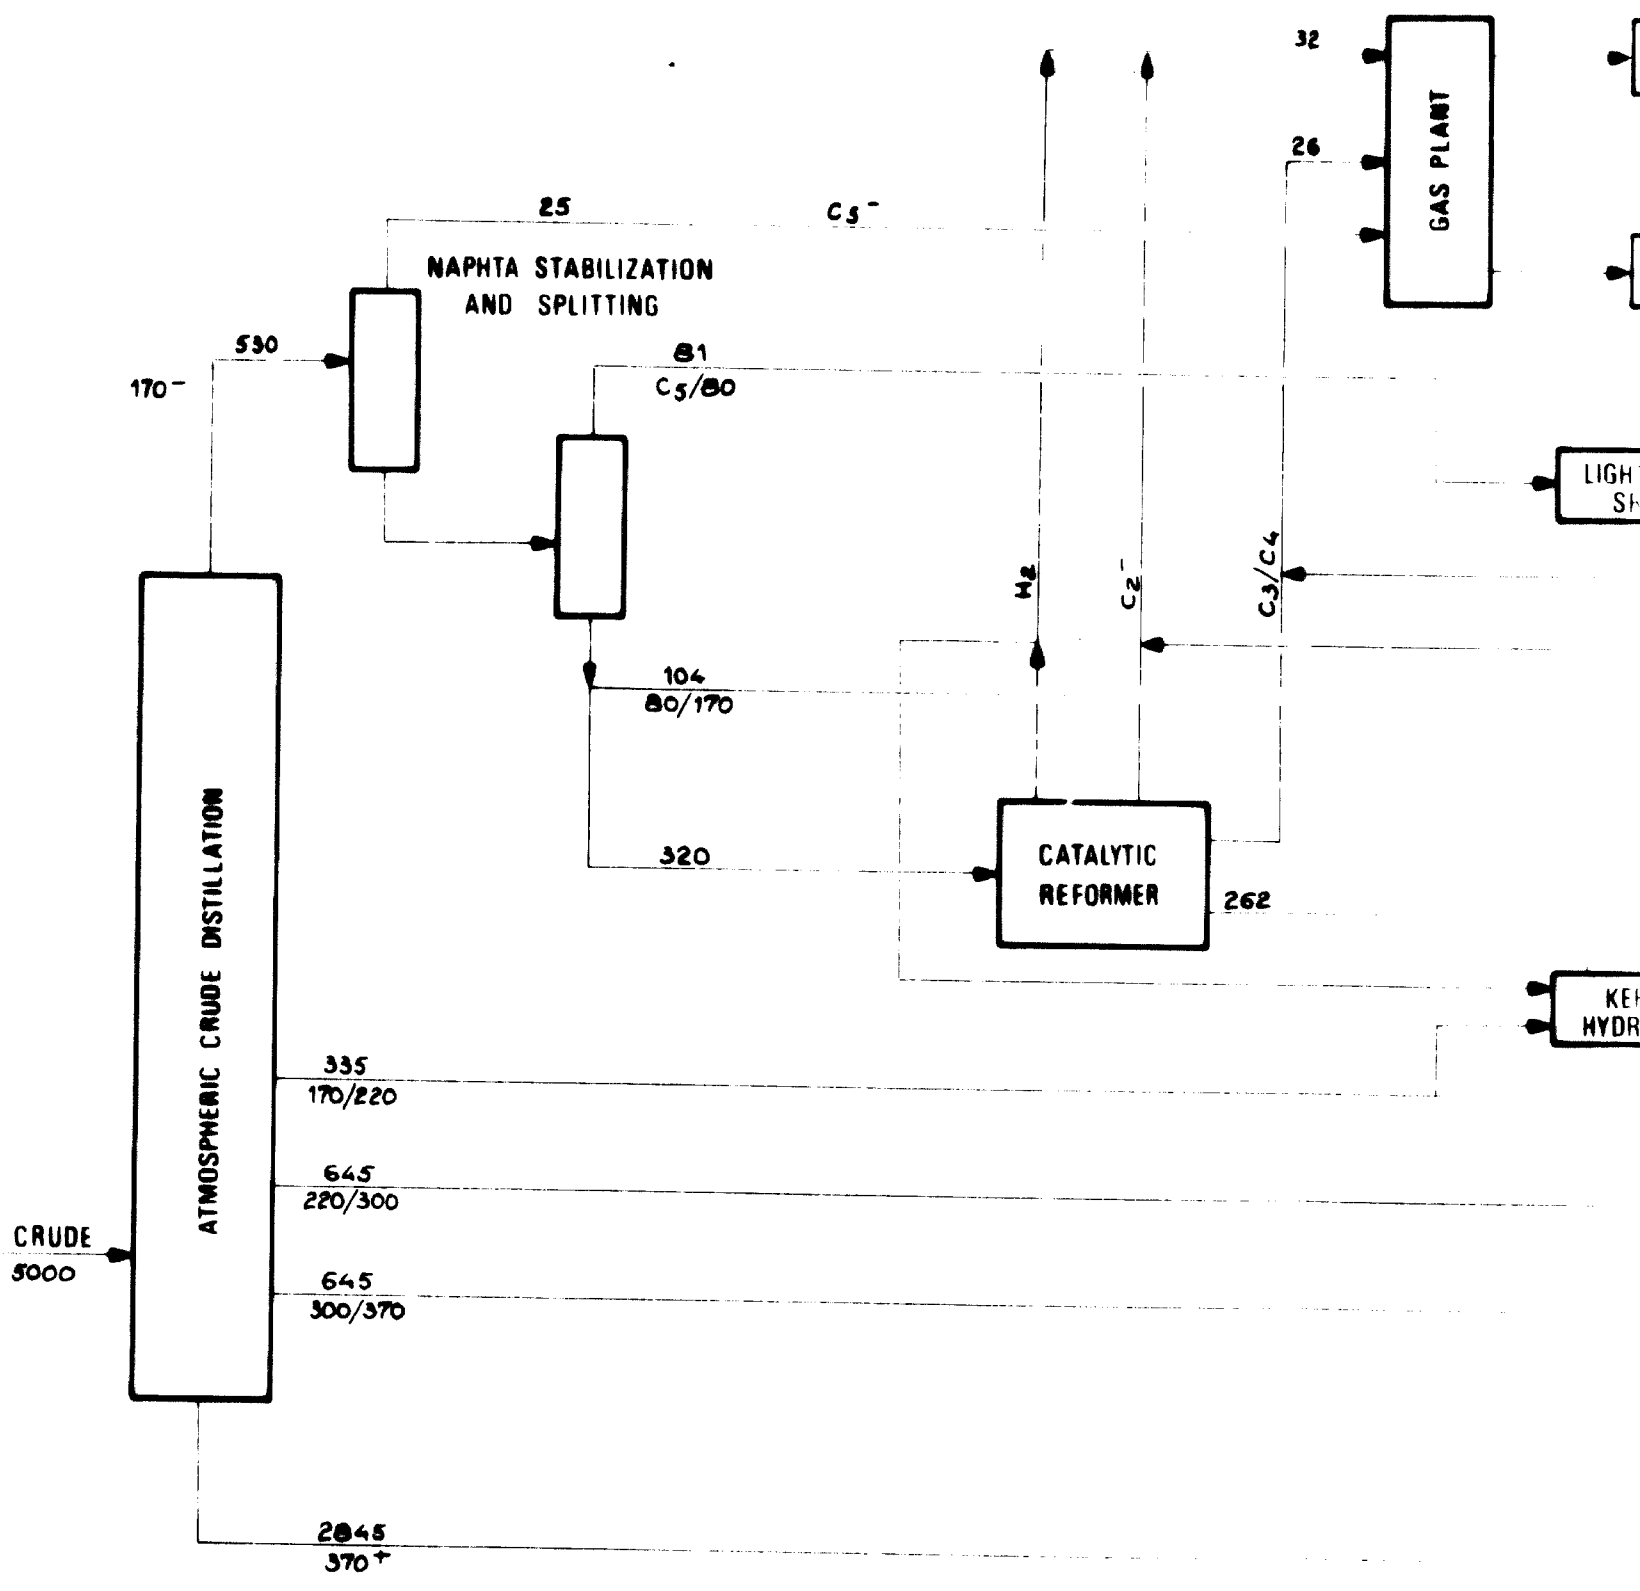 32
GAS PLANT
26
25
C5-
NAPHTA STABILIZATION
AND SPLITTING
530
170-
81
C5/80
LIGH
H2
C2-
C3/C4
104
80/170
CATALYTIC
REFORMER
320
262
ATMOSPHERIC CRUDE DISTILLATION
HYDR
335
170/220
645
220/300
CRUDE
5000
645
300/370
2845
370+